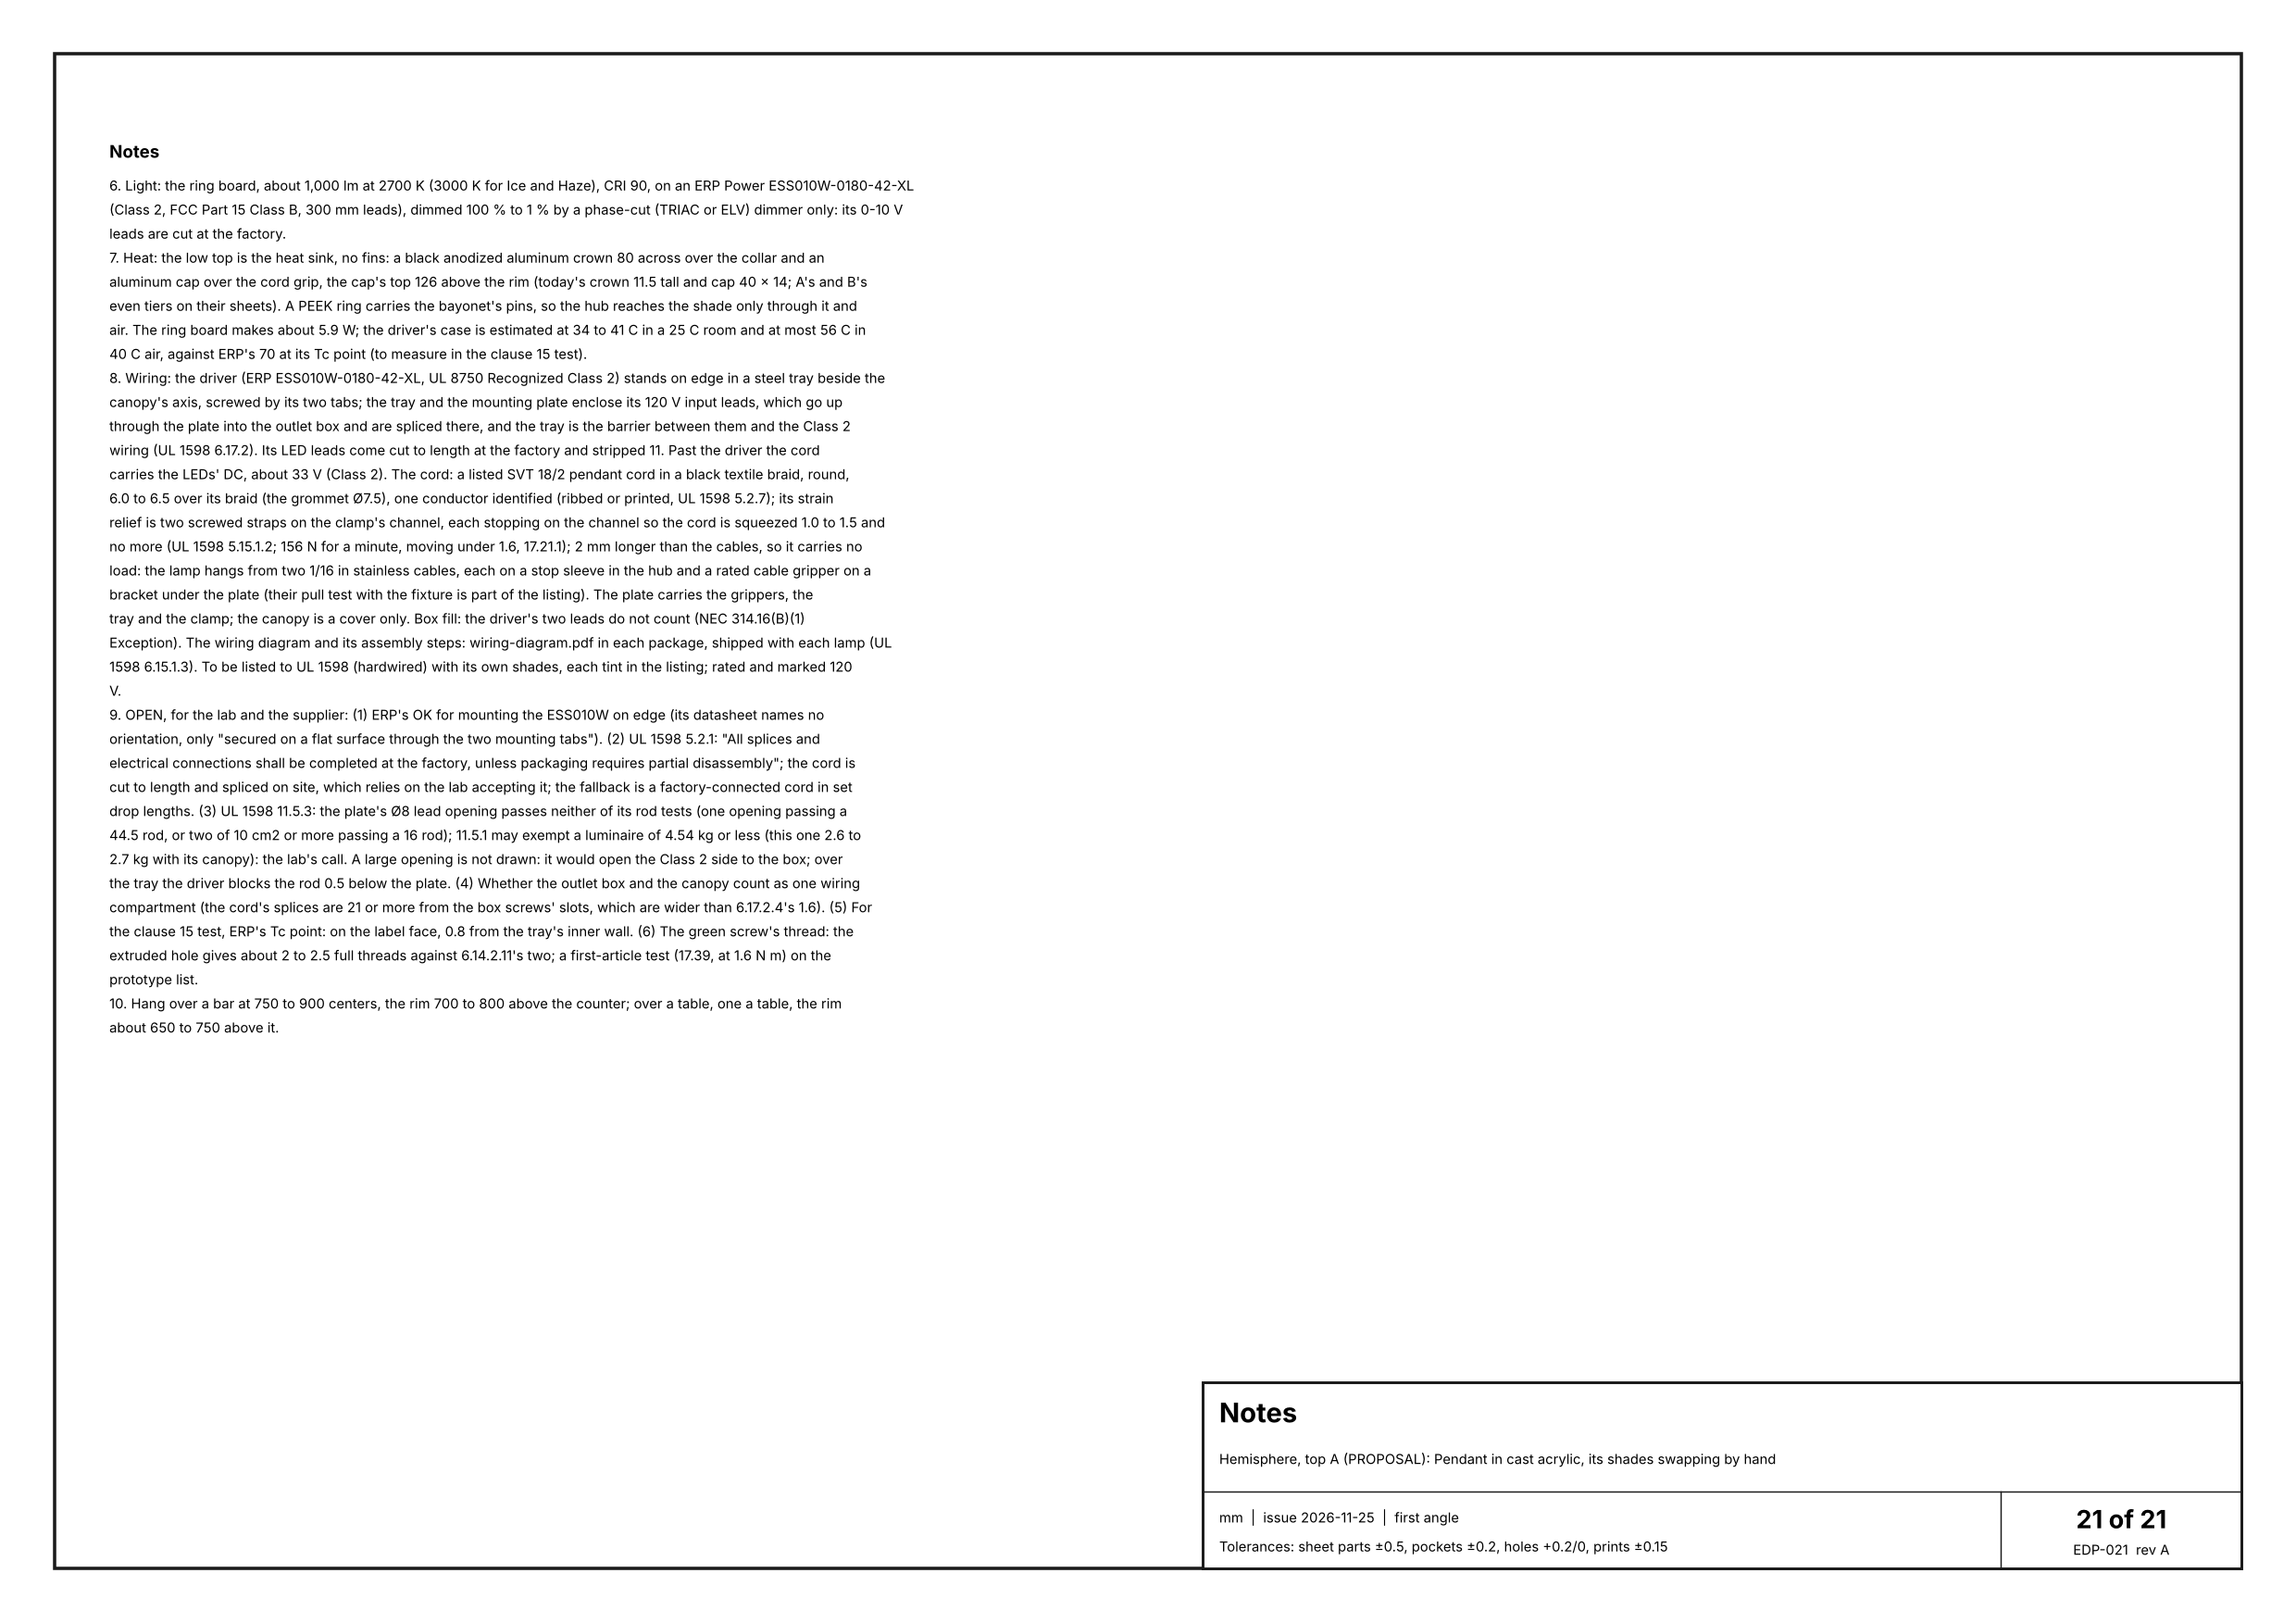 Notes
6. Light: the ring board, about 1,000 lm at 2700 K (3000 K for Ice and Haze), CRI 90, on an ERP Power ESS010W-0180-42-XL
(Class 2, FCC Part 15 Class B, 300 mm leads), dimmed 100 % to 1 % by a phase-cut (TRIAC or ELV) dimmer only: its 0-10 V
leads are cut at the factory.
7. Heat: the low top is the heat sink, no fins: a black anodized aluminum crown 80 across over the collar and an
aluminum cap over the cord grip, the cap's top 126 above the rim (today's crown 11.5 tall and cap 40 × 14; A's and B's
even tiers on their sheets). A PEEK ring carries the bayonet's pins, so the hub reaches the shade only through it and
air. The ring board makes about 5.9 W; the driver's case is estimated at 34 to 41 C in a 25 C room and at most 56 C in
40 C air, against ERP's 70 at its Tc point (to measure in the clause 15 test).
8. Wiring: the driver (ERP ESS010W-0180-42-XL, UL 8750 Recognized Class 2) stands on edge in a steel tray beside the
canopy's axis, screwed by its two tabs; the tray and the mounting plate enclose its 120 V input leads, which go up
through the plate into the outlet box and are spliced there, and the tray is the barrier between them and the Class 2
wiring (UL 1598 6.17.2). Its LED leads come cut to length at the factory and stripped 11. Past the driver the cord
carries the LEDs' DC, about 33 V (Class 2). The cord: a listed SVT 18/2 pendant cord in a black textile braid, round,
6.0 to 6.5 over its braid (the grommet Ø7.5), one conductor identified (ribbed or printed, UL 1598 5.2.7); its strain
relief is two screwed straps on the clamp's channel, each stopping on the channel so the cord is squeezed 1.0 to 1.5 and
no more (UL 1598 5.15.1.2; 156 N for a minute, moving under 1.6, 17.21.1); 2 mm longer than the cables, so it carries no
load: the lamp hangs from two 1/16 in stainless cables, each on a stop sleeve in the hub and a rated cable gripper on a
bracket under the plate (their pull test with the fixture is part of the listing). The plate carries the grippers, the
tray and the clamp; the canopy is a cover only. Box fill: the driver's two leads do not count (NEC 314.16(B)(1)
Exception). The wiring diagram and its assembly steps: wiring-diagram.pdf in each package, shipped with each lamp (UL
1598 6.15.1.3). To be listed to UL 1598 (hardwired) with its own shades, each tint in the listing; rated and marked 120
V.
9. OPEN, for the lab and the supplier: (1) ERP's OK for mounting the ESS010W on edge (its datasheet names no
orientation, only "secured on a flat surface through the two mounting tabs"). (2) UL 1598 5.2.1: "All splices and
electrical connections shall be completed at the factory, unless packaging requires partial disassembly"; the cord is
cut to length and spliced on site, which relies on the lab accepting it; the fallback is a factory-connected cord in set
drop lengths. (3) UL 1598 11.5.3: the plate's Ø8 lead opening passes neither of its rod tests (one opening passing a
44.5 rod, or two of 10 cm2 or more passing a 16 rod); 11.5.1 may exempt a luminaire of 4.54 kg or less (this one 2.6 to
2.7 kg with its canopy): the lab's call. A large opening is not drawn: it would open the Class 2 side to the box; over
the tray the driver blocks the rod 0.5 below the plate. (4) Whether the outlet box and the canopy count as one wiring
compartment (the cord's splices are 21 or more from the box screws' slots, which are wider than 6.17.2.4's 1.6). (5) For
the clause 15 test, ERP's Tc point: on the label face, 0.8 from the tray's inner wall. (6) The green screw's thread: the
extruded hole gives about 2 to 2.5 full threads against 6.14.2.11's two; a first-article test (17.39, at 1.6 N m) on the
prototype list.
10. Hang over a bar at 750 to 900 centers, the rim 700 to 800 above the counter; over a table, one a table, the rim
about 650 to 750 above it.
Notes
Hemisphere, top A (PROPOSAL): Pendant in cast acrylic, its shades swapping by hand
mm | issue 2026-11-25 | first angle
Tolerances: sheet parts ±0.5, pockets ±0.2, holes +0.2/0, prints ±0.15
21 of 21
EDP-021 rev A